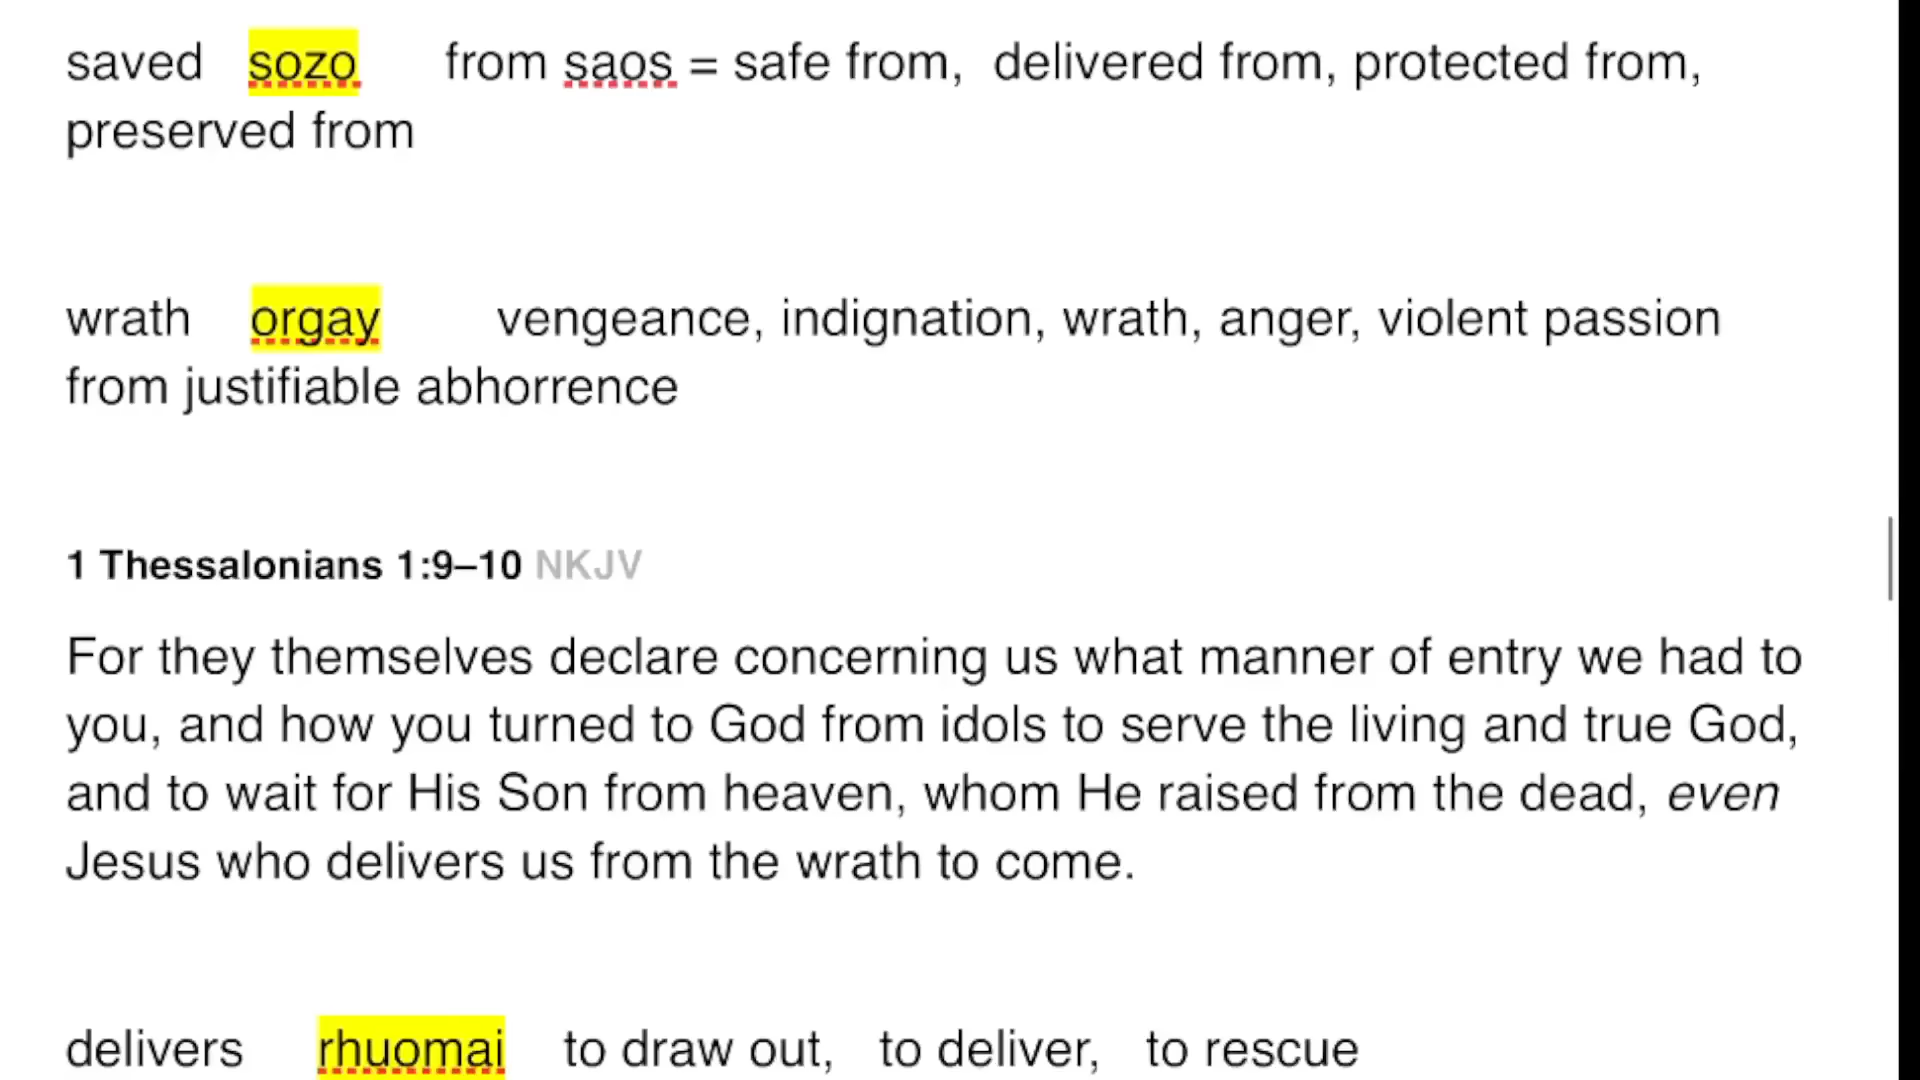 saved sozo from saos = safe from, delivered from, protected from,
preserved from
wrath orgay vengeance, indignation, wrath, anger, violent passion
from justifiable abhorrence
1 Thessalonians 1:9–10 NKJV
For they themselves declare concerning us what manner of entry we had to
you, and how you turned to God from idols to serve the living and true God,
and to wait for His Son from heaven, whom He raised from the dead, even
Jesus who delivers us from the wrath to come.
delivers rhuomai to draw out, to deliver, to rescue